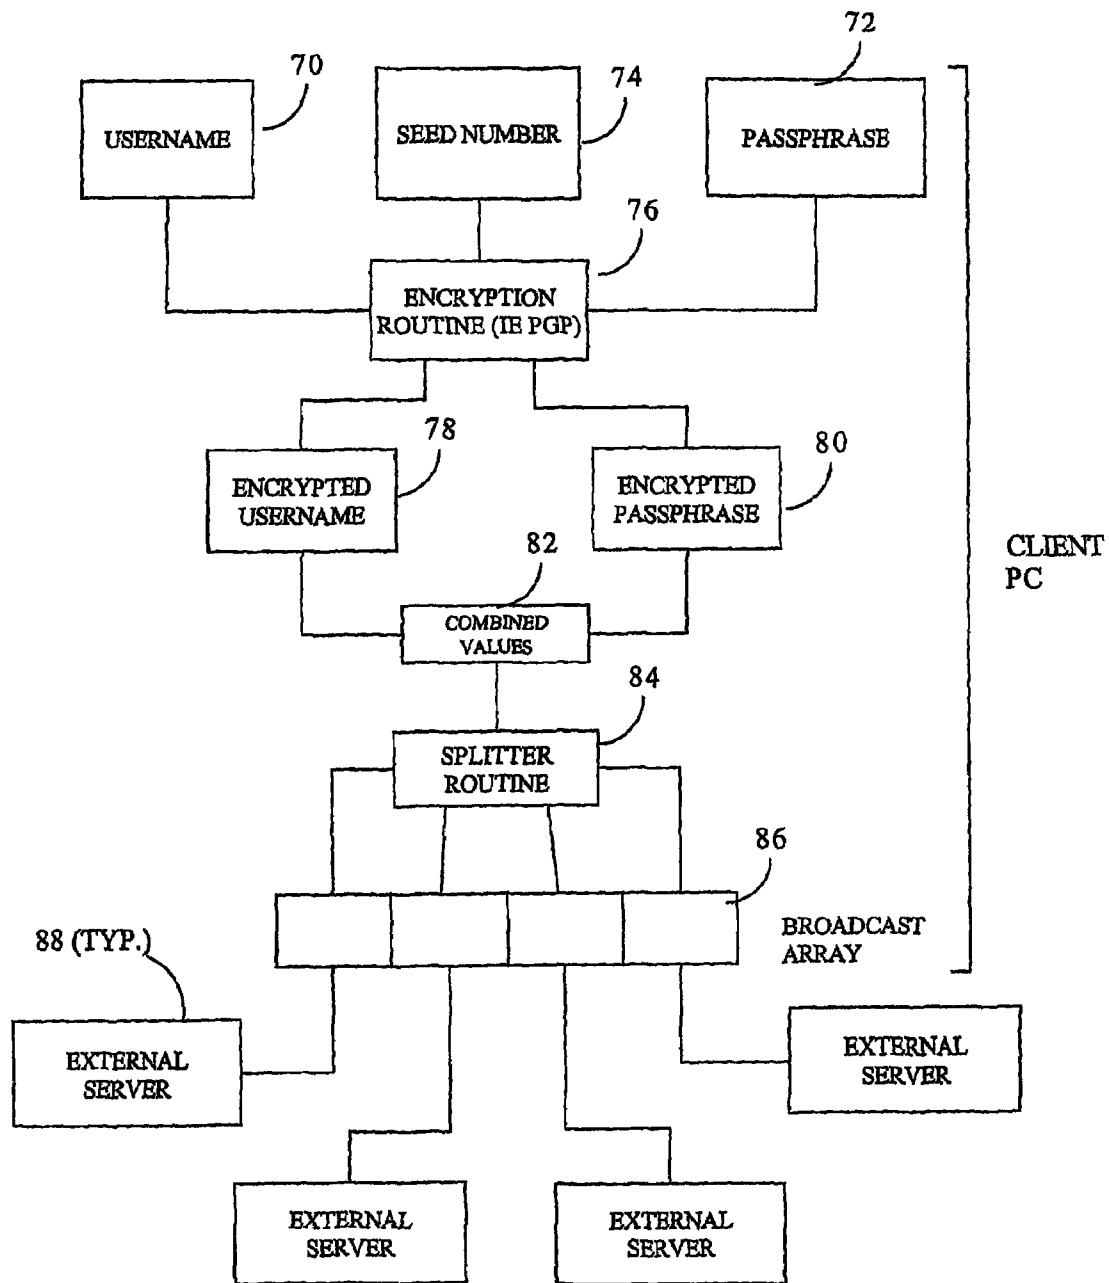 72
70
74
USERNAME
SEED NUMBER
PASSPHRASE
76
ENCRYPTION
ROUTINE (IE PGP)
78
80
ENCRYPTED
USERNAME
ENCRYPTED
PASSPHRASE
CLIENT
PC
82
COMBINED
VALUES
84
SPLITTER
ROUTINE
86
BROADCAST
ARRAY
88 (TYP.)
EXTERNAL
SERVER
EXTERNAL
SERVER
EXTERNAL
SERVER
EXTERNAL
SERVER